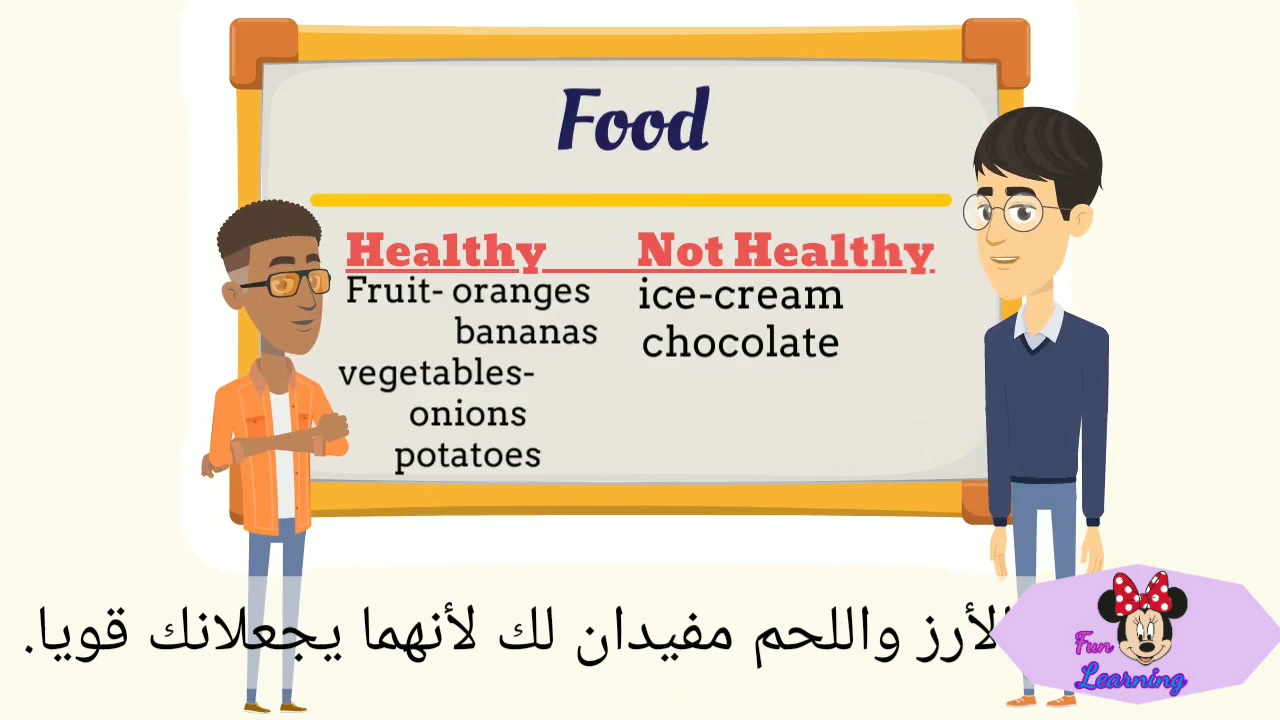 Food
Healthy Not Healthy
Fruit- oranges ice-cream
bananas chocolate
vegetables-
onions
potatoes
الأرز واللحم مفيدان لك لأنهما يجعلانك قويا.
Fun
Learning